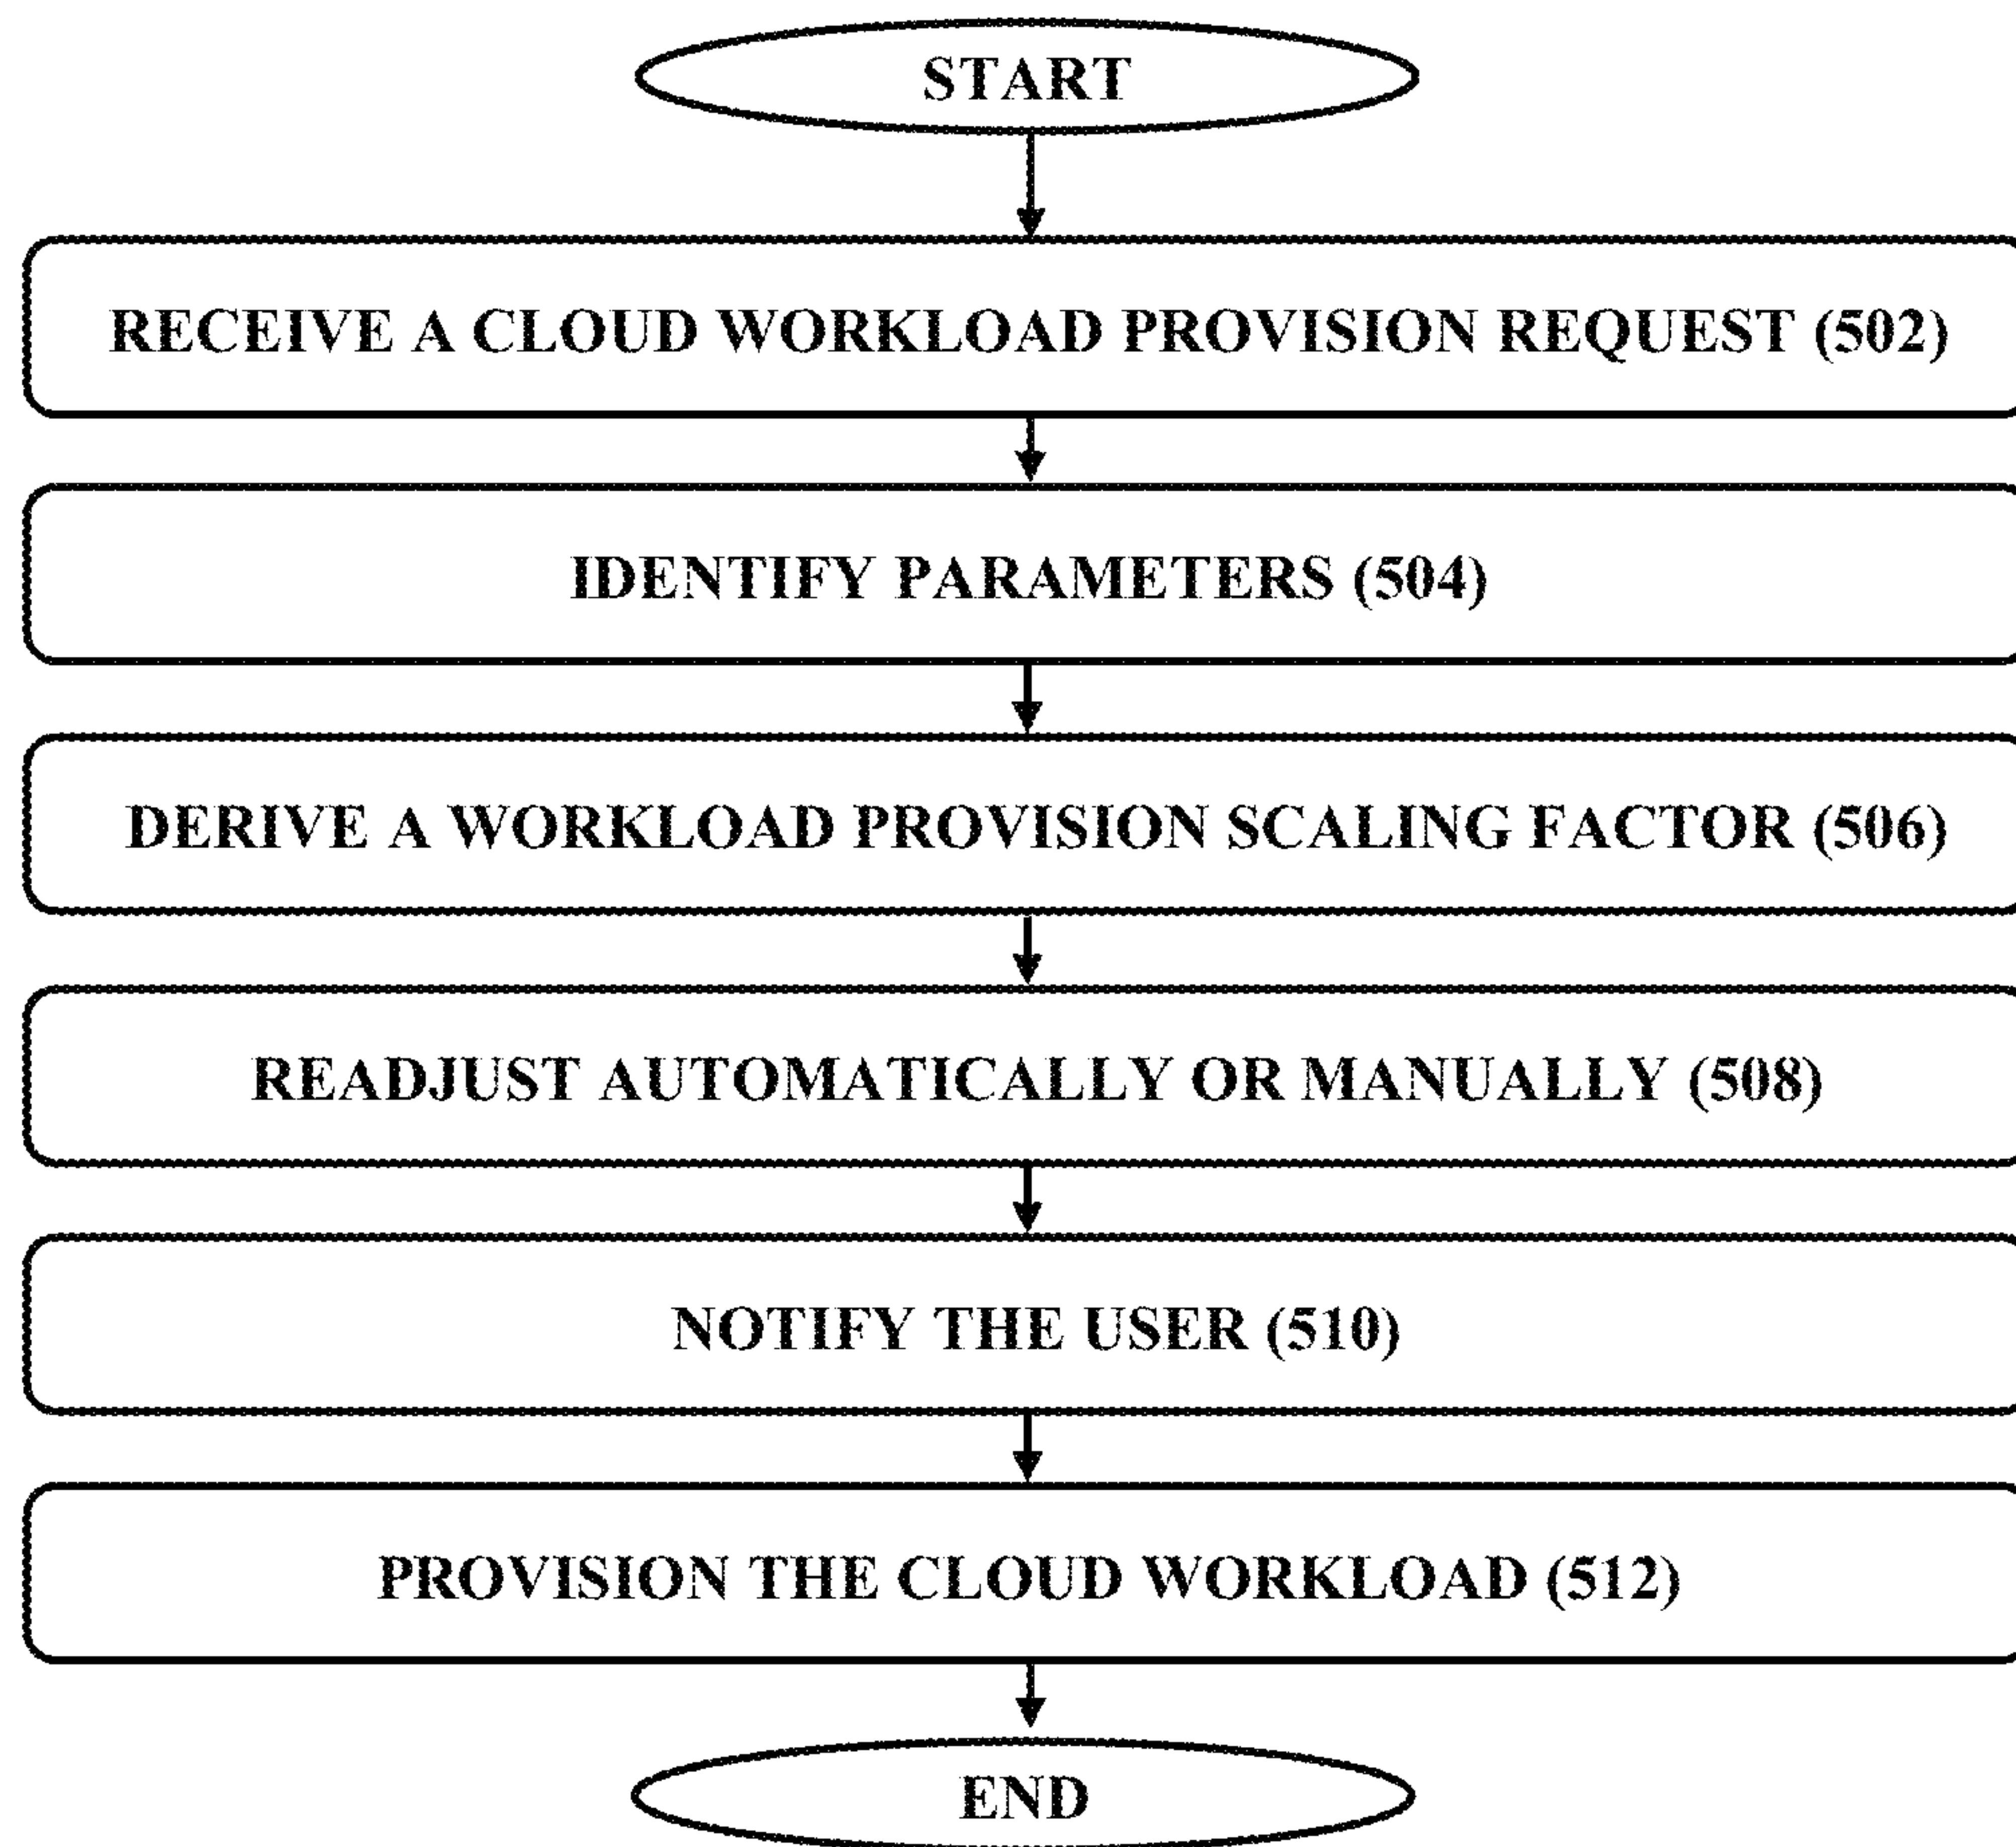 START
RECEIVE A CLOUD WORKLOAD PROVISION REQUEST (502)
IDENTIFY PARAMETERS (504)
DERIVE A WORKLOAD PROVISION SCALING FACTOR (506)
READJUST AUTOMATICALLY OR MANUALLY (508)
NOTIFY THE USER (510)
PROVISION THE CLOUD WORKLOAD (512)
END